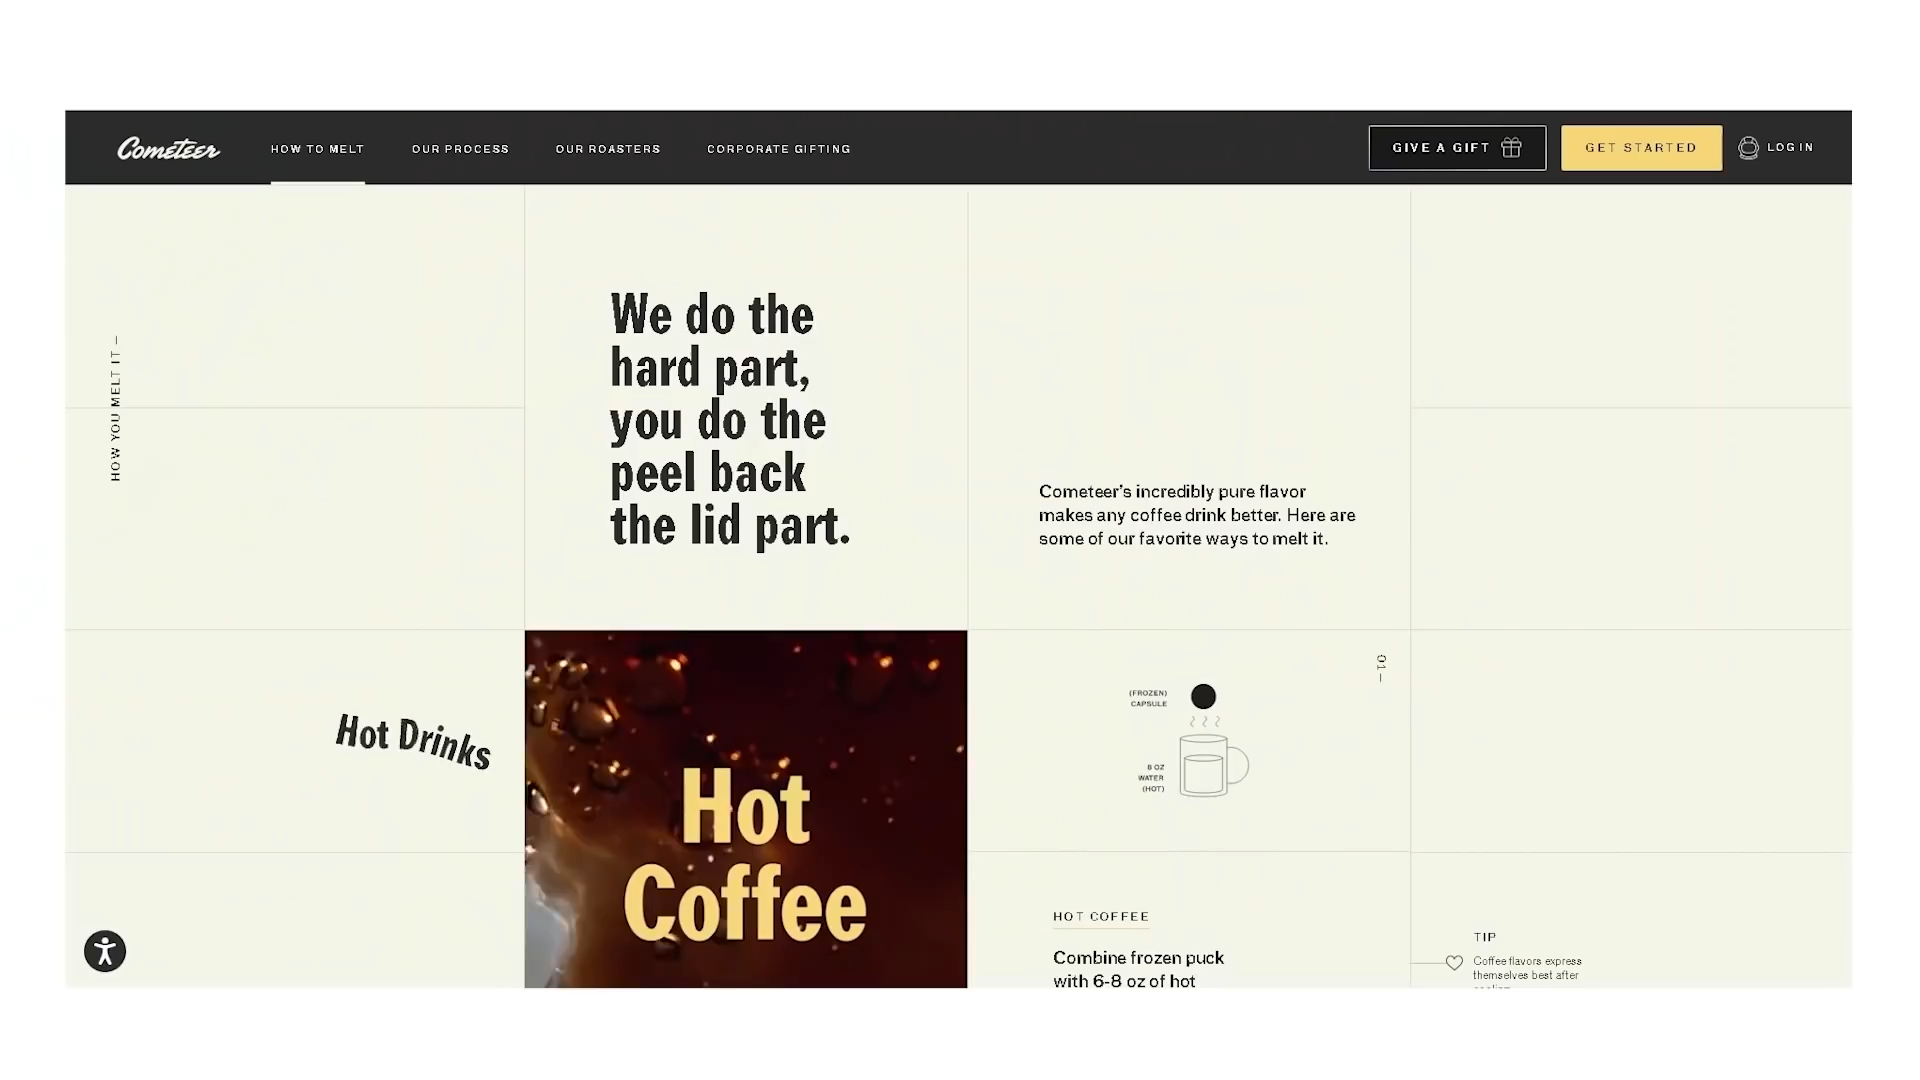 Cometeer
HOW TO MELT
OUR PROCESS
OUR ROASTERS
CORPORATE GIFTING
GIVE A GIFT
GET STARTED
LOG IN
HOW YOU MELT IT —
We do the
hard part,
you do the
peel back
the lid part.
Cometeer's incredibly pure flavor
makes any coffee drink better. Here are
some of our favorite ways to melt it.
Hot Drinks
Hot
Coffee
01 —
(FROZEN)
CAPSULE
8 OZ
WATER
(HOT)
HOT COFFEE
Combine frozen puck
with 6-8 oz of hot
TIP
Coffee flavors express
themselves best after